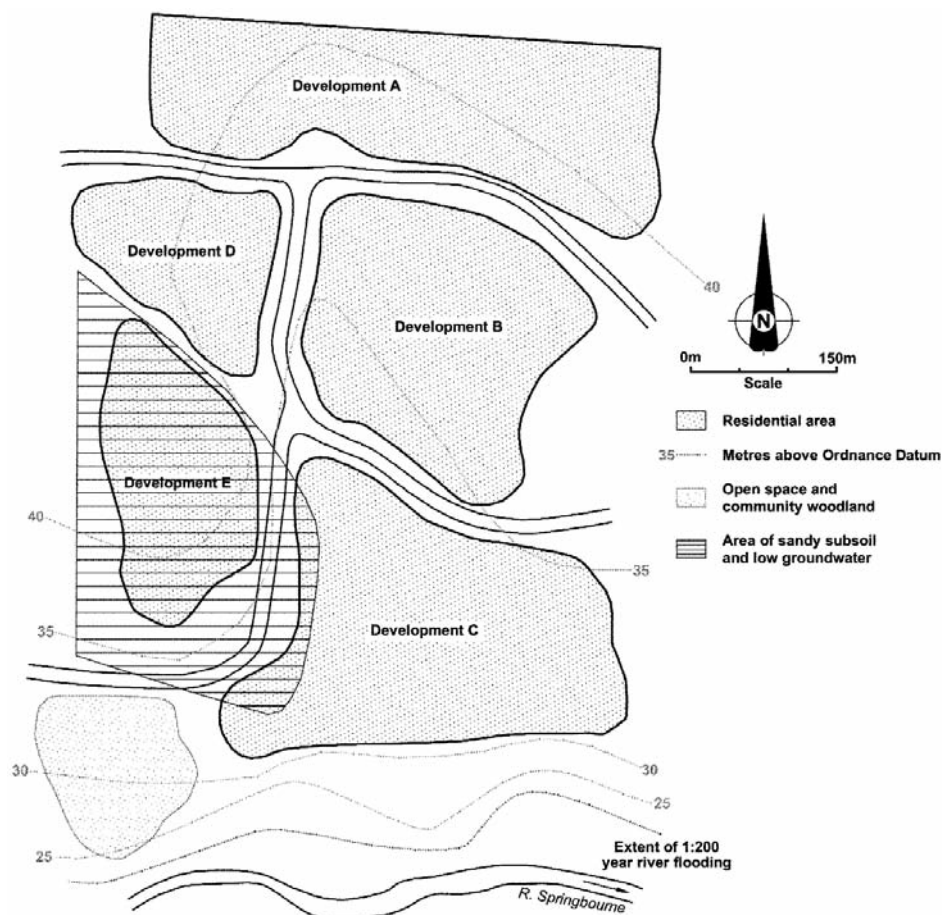 Development A
Development D
Development B
40
N
0m 150m
Scale
Residential area
35 Metres above Ordnance Datum
Open space and
community woodland
Area of sandy subsoil
and low groundwater
Development E
40
35
Development C
35
30
30
25
25
Extent of 1:200
year river flooding
R. Springbourne